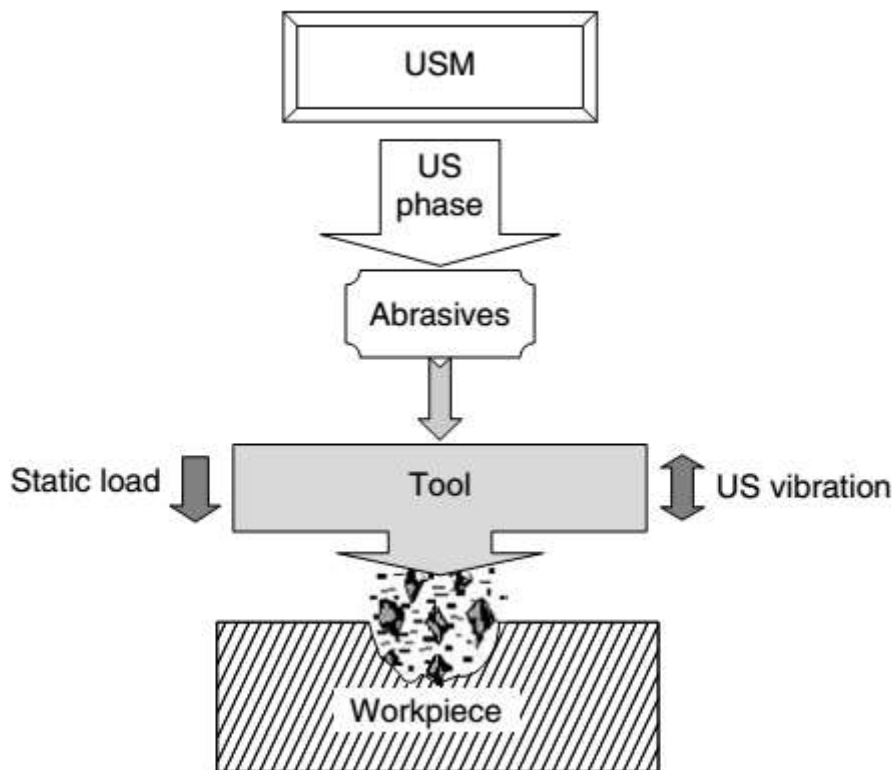 USM
US
phase
Abrasives
Static load
Tool
US vibration
Workpiece